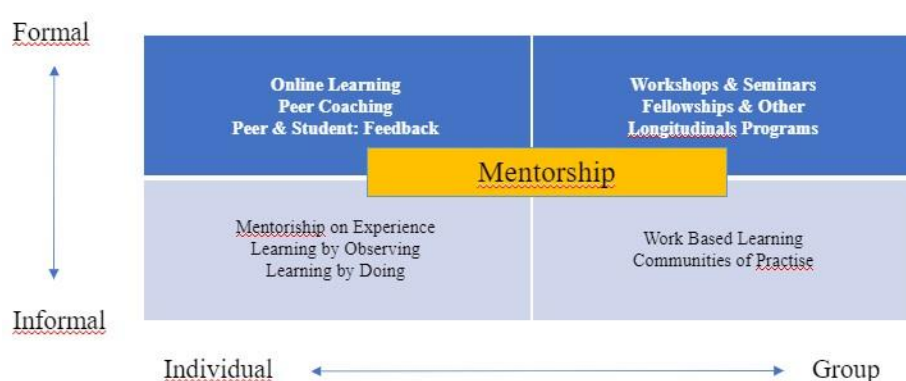 Formal
Online Learning
Peer Coaching
Peer & Student: Feedback
Workshops & Seminars
Fellowships & Other
Longitudinals Programs
Mentorship
Mentoriship on Experience
Learning by Observing
Learning by Doing
Work Based Learning
Communities of Practise
Informal
Individual
Group